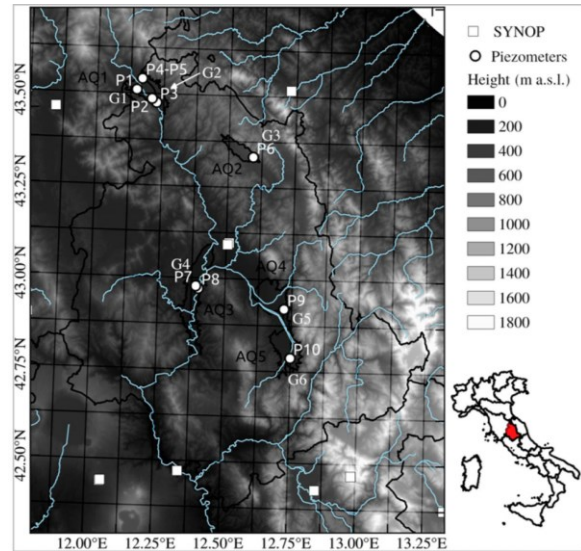 SYNOP
Piezometers
Height (m a.s.l.)
0
200
400
600
800
1000
1200
1400
1600
1800
43.50°N
43.25°N
43.00°N
42.75°N
42.50°N
AQ1
P4-P5
P1
G2
G1
P3
P2
G3
P6
AQ2
G4
P7
P8
AQ4
AQ3
P9
G5
AQ5
P10
G6
12.00°E
12.25°E
12.50°E
12.75°E
13.00°E
13.25°E